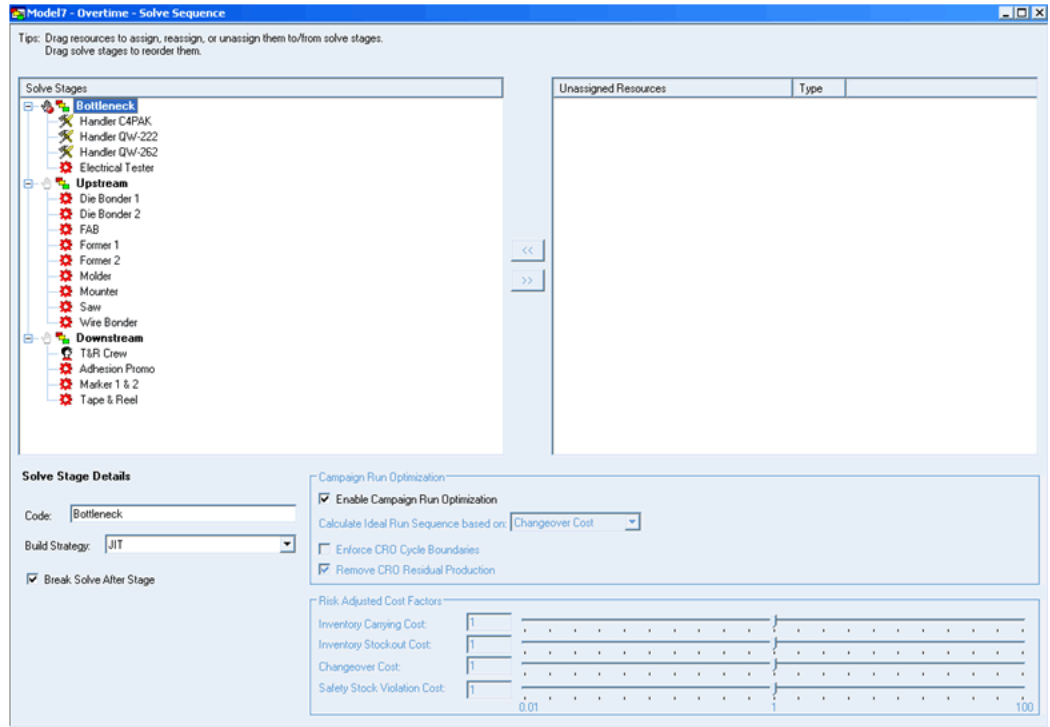 Model7 - Overtime - Solve Sequence
Tips: Drag resources to assign, reassign, or unassign them to/from solve stages.
Drag solve stages to reorder them.
Solve Stages
Unassigned Resources Type
Bottleneck
Handler C4PAK
Handler QW-222
Handler QW-262
Electrical Tester
Upstream
Die Bonder 1
Die Bonder 2
FAB
Former 1
Former 2
Molder
Mounter
Saw
Wire Bonder
Downstream
T&R Crew
Adhesion Promo
Marker 1 & 2
Tape & Reel
<<
>>
Solve Stage Details
Code: Bottleneck
Build Strategy: JIT
Break Solve After Stage
Campaign Run Optimization
Enable Campaign Run Optimization
Calculate Ideal Run Sequence based on: Changeover Cost
Enforce CRO Cycle Boundaries
Remove CRO Residual Production
Risk Adjusted Cost Factors
Inventory Carrying Cost: 1
Inventory Stockout Cost: 1
Changeover Cost: 1
Safety Stock Violation Cost: 1
0.01 1 100